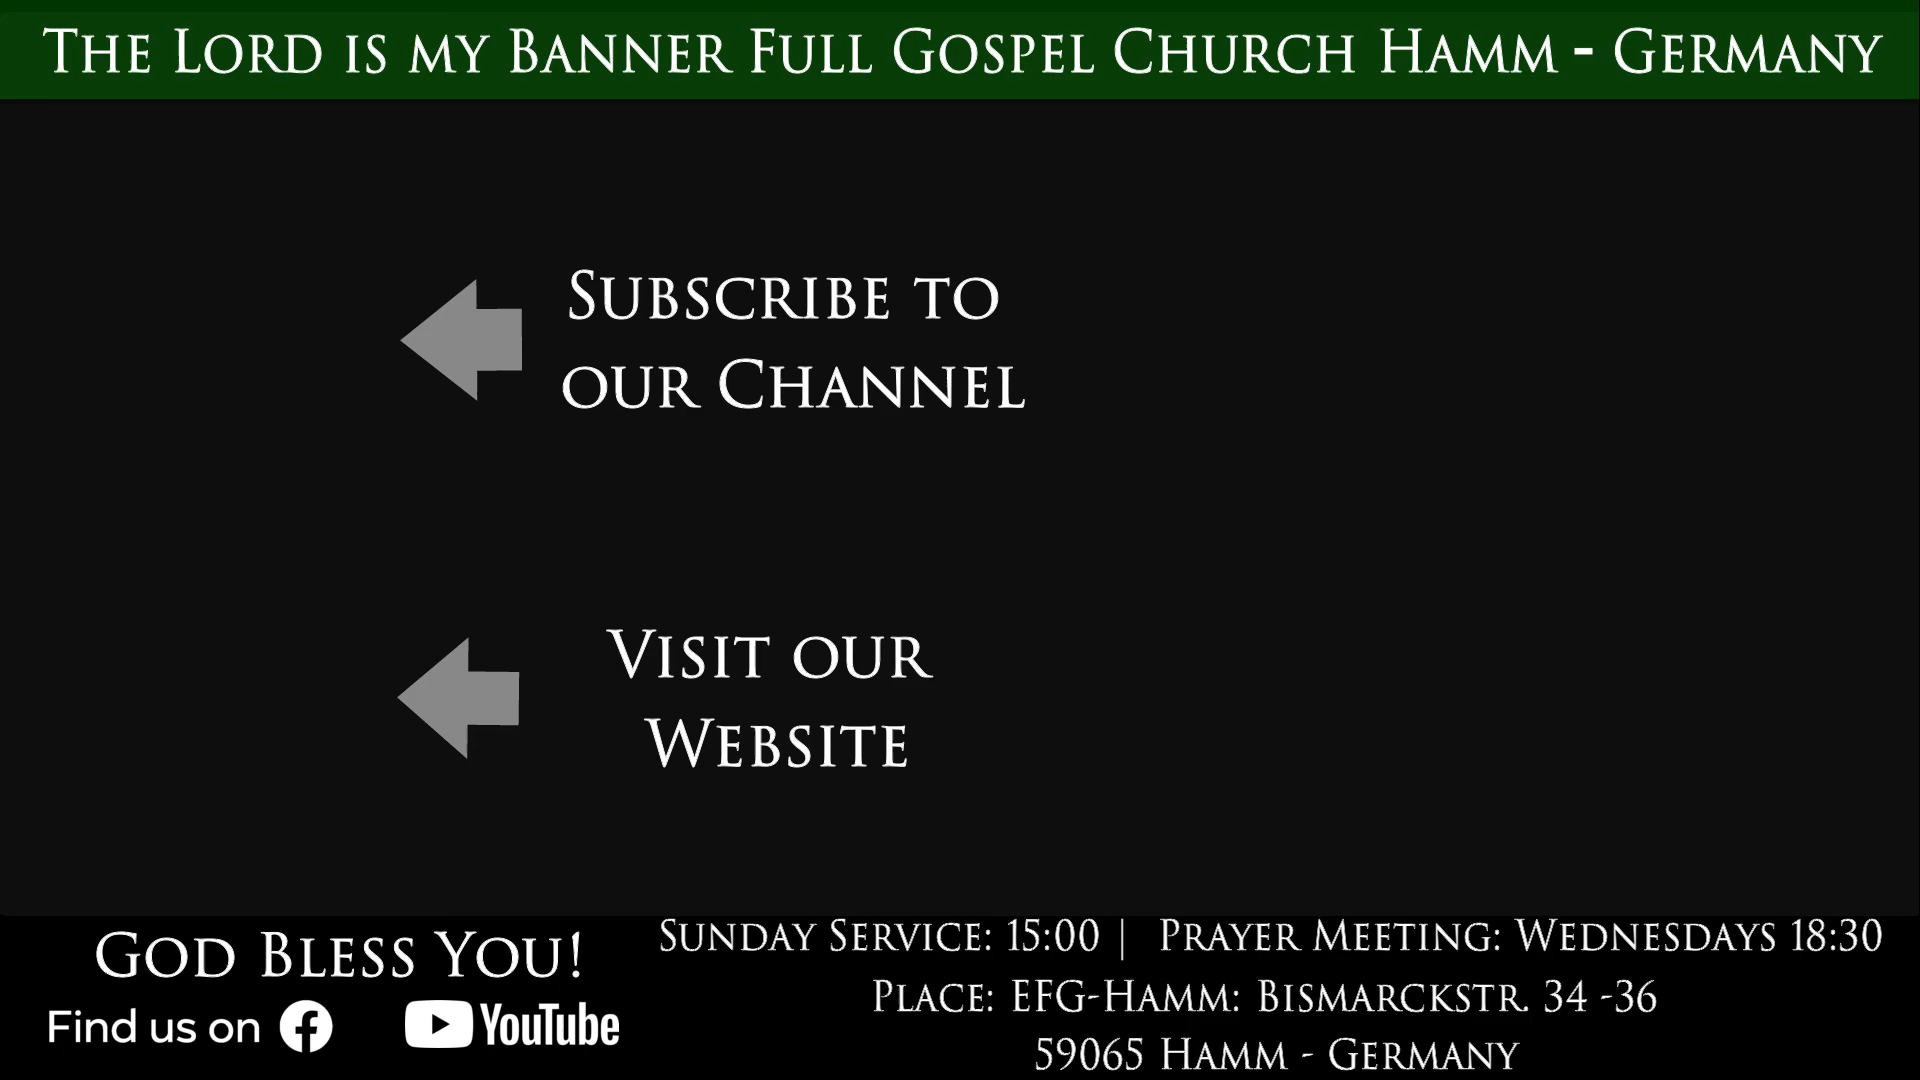 The Lord is my Banner Full Gospel Church Hamm - Germany
Subscribe to
our Channel
Visit our
Website
God Bless You!
Find us on
YouTube
Sunday Service: 15:00 | Prayer Meeting: Wednesdays 18:30
Place: EFG-Hamm: Bismarckstr. 34 -36
59065 Hamm - Germany